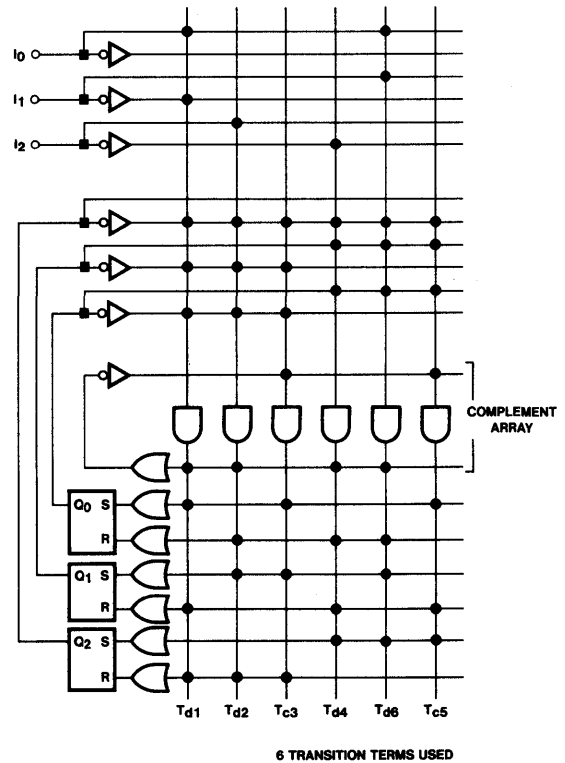 I0
I1
I2
COMPLEMENT
ARRAY
Q0 S
R
Q1 S
R
Q2 S
R
Td1 Td2 Tc3 Td4 Td6 Tc5
6 TRANSITION TERMS USED